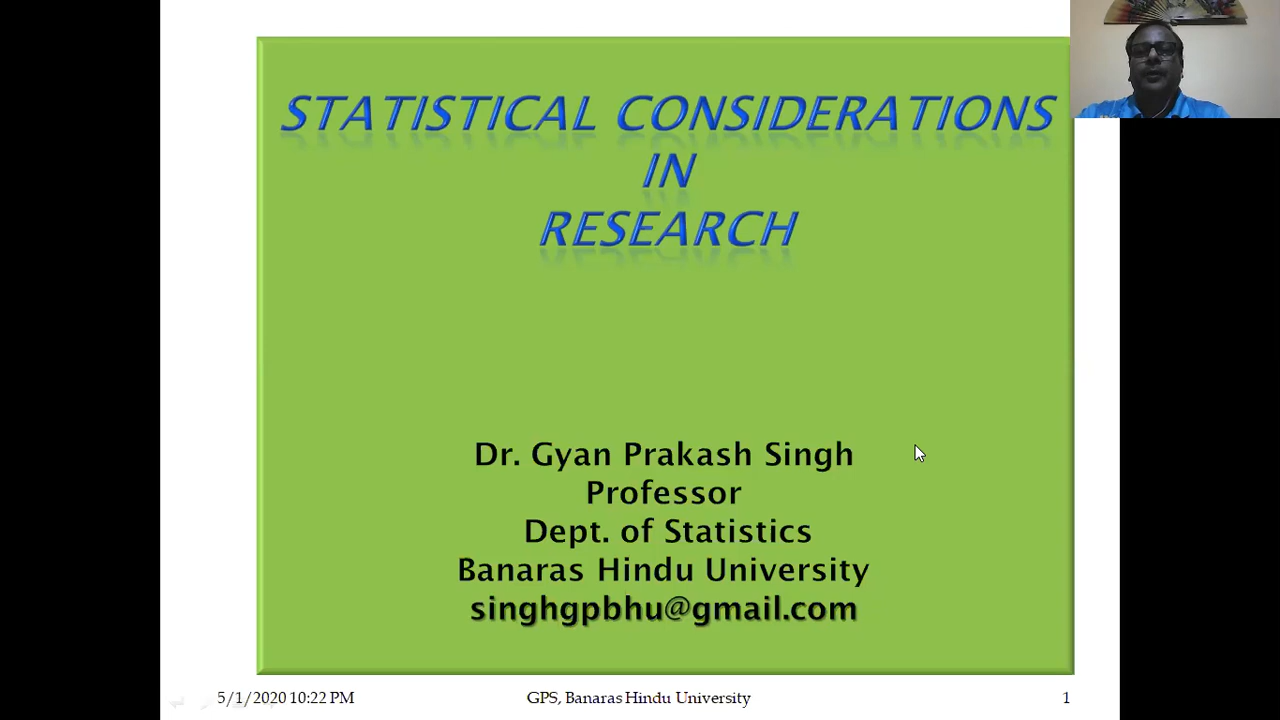 STATISTICAL CONSIDERATIONS
IN
RESEARCH
Dr. Gyan Prakash Singh
Professor
Dept. of Statistics
Banaras Hindu University
singhgpbhu@gmail.com
5/1/2020 10:22 PM
GPS, Banaras Hindu University
1